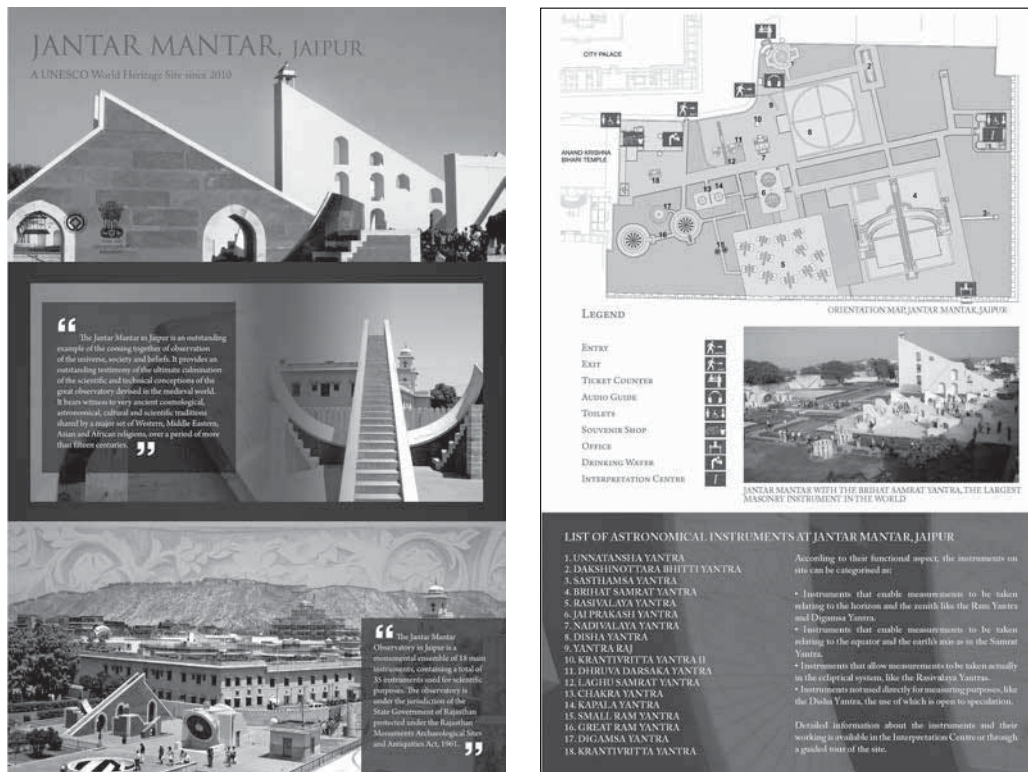 JANTAR MANTAR, JAIPUR
A UNESCO World Heritage Site since 2010
“
The Jantar Mantar in Jaipur is an outstanding
example of the coming together of observation
of the universe, society and beliefs. It provides an
outstanding testimony of the ultimate culmination
of the scientific and technical conceptions of the
great observatory devised in the medieval world.
It bears witness to very ancient cosmological,
astronomical, cultural and scientific traditions
shared by a major set of Western, Middle Eastern,
Asian and African religions, over a period of more
than fifteen centuries. ”
“ The Jantar Mantar
Observatory in Jaipur is a
monumental ensemble of 18 main
instruments, containing a total of
35 instruments used for scientific
purposes. The observatory is
under the jurisdiction of the
State Government of Rajasthan
protected under the Rajasthan
Monuments Archaeological Sites
and Antiquities Act, 1961. ”
CITY PALACE
ANAND KRISHNA
BIHARI TEMPLE
1
2
9
10
8
11
12
7
18
13
14
6
4
17
3
16
15
5
ORIENTATION MAP, JANTAR MANTAR, JAIPUR
LEGEND
ENTRY
EXIT
TICKET COUNTER
AUDIO GUIDE
TOILETS
SOUVENIR SHOP
OFFICE
DRINKING WATER
INTERPRETATION CENTRE
i
JANTAR MANTAR WITH THE BRIHAT SAMRAT YANTRA, THE LARGEST
MASONRY INSTRUMENT IN THE WORLD
LIST OF ASTRONOMICAL INSTRUMENTS AT JANTAR MANTAR, JAIPUR
1. UNNATANSHA YANTRA
2. DAKSHINOTTARA BHITTI YANTRA
3. SASTHAMSA YANTRA
4. BRIHAT SAMRAT YANTRA
5. RASIVALAYA YANTRA
6. JAI PRAKASH YANTRA
7. NADIVALAYA YANTRA
8. DISHA YANTRA
9. YANTRA RAJ
10. KRANTIVRITTA YANTRA II
11. DHRUVA DARSAKA YANTRA
12. LAGHU SAMRAT YANTRA
13. CHAKRA YANTRA
14. KAPALA YANTRA
15. SMALL RAM YANTRA
16. GREAT RAM YANTRA
17. DIGAMSA YANTRA
18. KRANTIVRITTA YANTRA
According to their functional aspect, the instruments on
site can be categorised as:
• Instruments that enable measurements to be taken
relating to the horizon and the zenith like the Ram Yantra
and Digamsa Yantra.
• Instruments that enable measurements to be taken
relating to the equator and the earth's axis as in the Samrat
Yantra.
• Instruments that allow measurements to be taken actually
in the ecliptical system, like the Rasivalaya Yantras.
• Instruments not used directly for measuring purposes, like
the Disha Yantra, the use of which is open to speculation.
Detailed information about the instruments and their
working is available in the Interpretation Centre or through
a guided tour of the site.